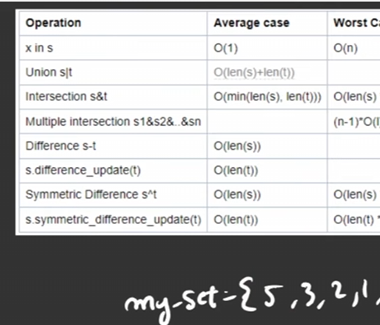 Operation Average case Worst Ca
x in s O(1) O(n)
Union s|t O(len(s)+len(t))
Intersection s&t O(min(len(s), len(t))) O(len(s)
Multiple intersection s1&s2&..&sn (n-1)*O(l
Difference s-t O(len(s))
s.difference_update(t) O(len(t))
Symmetric Difference s^t O(len(s)) O(len(s)
s.symmetric_difference_update(t) O(len(t)) O(len(t) *
my-set={5,3,2,1,